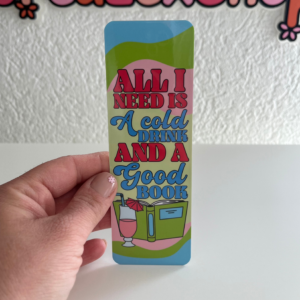 ALL I
NEED IS
A cold
DRINK
AND A
Good
BOOK